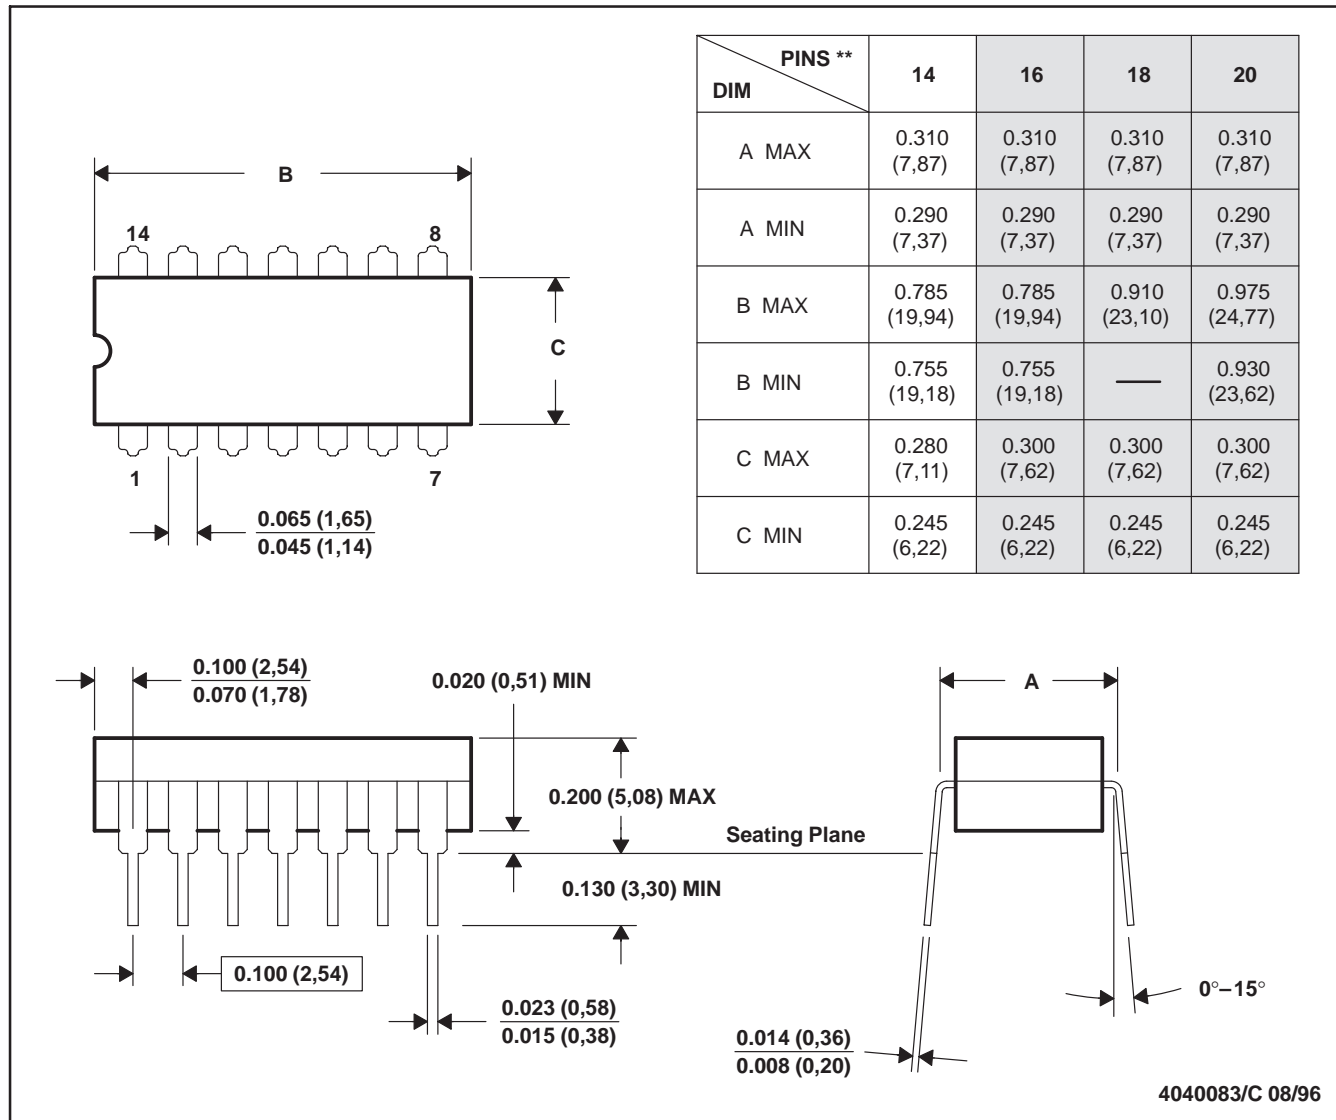 PINS **
DIM
14 16 18 20
A MAX
0.310 0.310 0.310 0.310
(7,87) (7,87) (7,87) (7,87)
A MIN
0.290 0.290 0.290 0.290
(7,37) (7,37) (7,37) (7,37)
B MAX
0.785 0.785 0.910 0.975
(19,94) (19,94) (23,10) (24,77)
B MIN
0.755 0.755 — 0.930
(19,18) (19,18) (23,62)
C MAX
0.280 0.300 0.300 0.300
(7,11) (7,62) (7,62) (7,62)
C MIN
0.245 0.245 0.245 0.245
(6,22) (6,22) (6,22) (6,22)
B
14 8
C
1 7
0.065 (1,65)
0.045 (1,14)
0.100 (2,54)
0.070 (1,78)
0.020 (0,51) MIN
A
0.200 (5,08) MAX
Seating Plane
0.130 (3,30) MIN
0.100 (2,54)
0.023 (0,58)
0.015 (0,38)
0°–15°
0.014 (0,36)
0.008 (0,20)
4040083/C 08/96